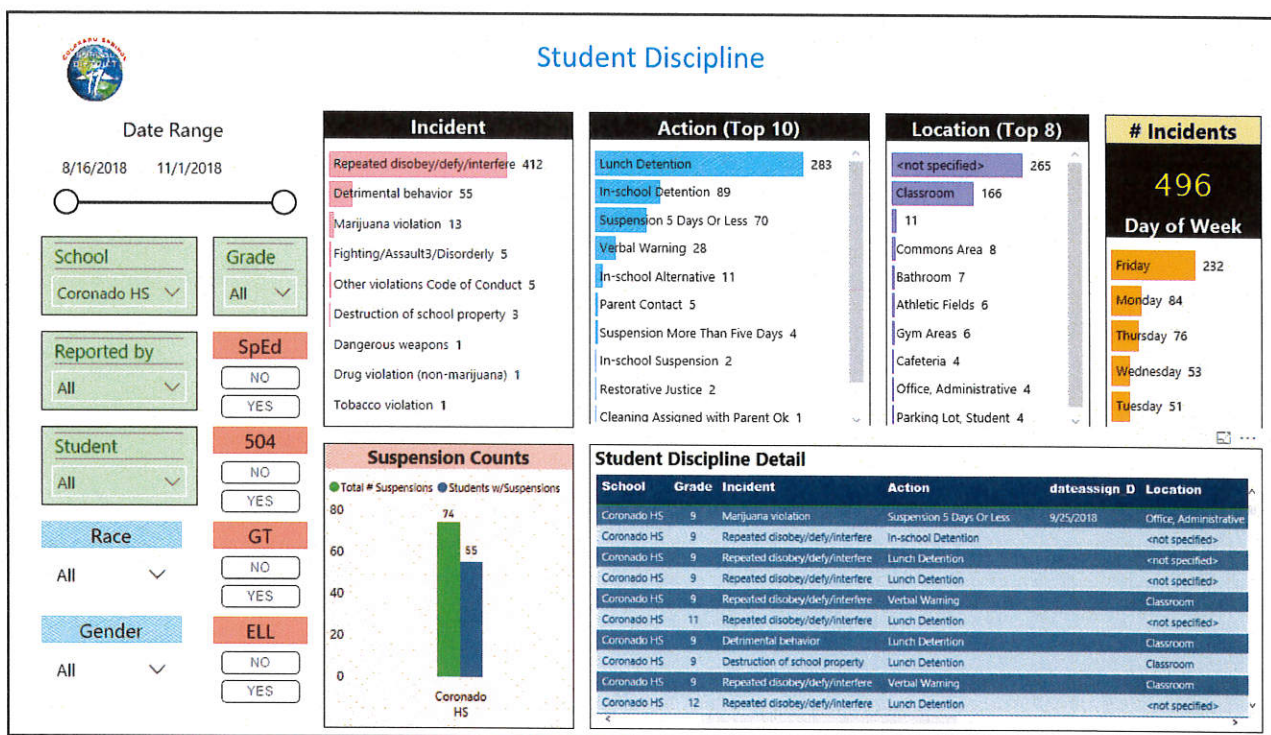 COLORADO SPRINGS
DISTRICT
11
Student Discipline
Date Range
8/16/2018 11/1/2018
School
Coronado HS
Grade
All
Reported by
All
Student
All
Race
All
Gender
All
SpEd
NO
YES
504
NO
YES
GT
NO
YES
ELL
NO
YES
Incident
Repeated disobey/defy/interfere 412
Detrimental behavior 55
Marijuana violation 13
Fighting/Assault3/Disorderly 5
Other violations Code of Conduct 5
Destruction of school property 3
Dangerous weapons 1
Drug violation (non-marijuana) 1
Tobacco violation 1
Action (Top 10)
Lunch Detention 283
In-school Detention 89
Suspension 5 Days Or Less 70
Verbal Warning 28
In-school Alternative 11
Parent Contact 5
Suspension More Than Five Days 4
In-school Suspension 2
Restorative Justice 2
Cleaning Assigned with Parent Ok 1
Location (Top 8)
<not specified> 265
Classroom 166
11
Commons Area 8
Bathroom 7
Athletic Fields 6
Gym Areas 6
Cafeteria 4
Office, Administrative 4
Parking Lot, Student 4
# Incidents
496
Day of Week
Friday 232
Monday 84
Thursday 76
Wednesday 53
Tuesday 51
Suspension Counts
Total # Suspensions Students w/Suspensions
80
60
40
20
0
74
55
Coronado
HS
Student Discipline Detail
School Grade Incident Action dateassign_D Location
Coronado HS 9 Marijuana violation Suspension 5 Days Or Less 9/25/2018 Office, Administrative
Coronado HS 9 Repeated disobey/defy/interfere In-school Detention <not specified>
Coronado HS 9 Repeated disobey/defy/interfere Lunch Detention <not specified>
Coronado HS 9 Repeated disobey/defy/interfere Lunch Detention <not specified>
Coronado HS 9 Repeated disobey/defy/interfere Verbal Warning Classroom
Coronado HS 11 Repeated disobey/defy/interfere Lunch Detention <not specified>
Coronado HS 9 Detrimental behavior Lunch Detention Classroom
Coronado HS 9 Destruction of school property Lunch Detention Classroom
Coronado HS 9 Repeated disobey/defy/interfere Verbal Warning Classroom
Coronado HS 12 Repeated disobey/defy/interfere Lunch Detention <not specified>